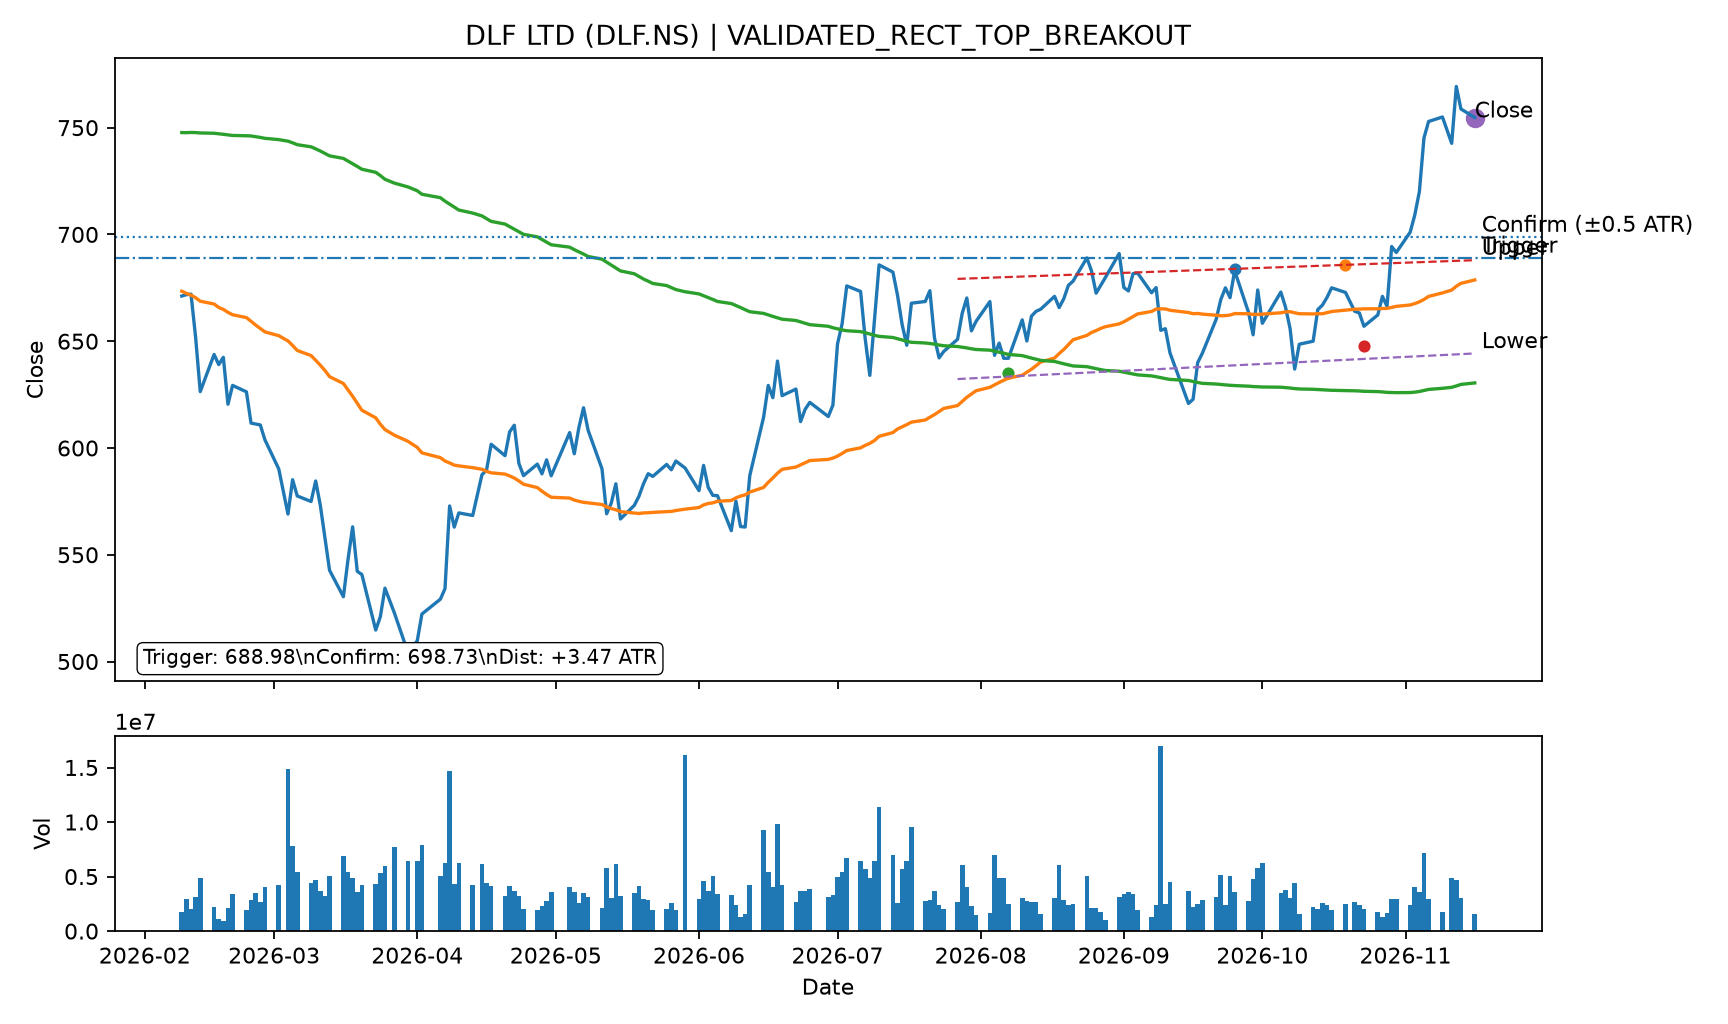 DLF LTD (DLF.NS) | VALIDATED_RECT_TOP_BREAKOUT
Close
750
700
650
600
550
500
Close
Confirm (±0.5 ATR)
Trigger
Upper
Lower
Trigger: 688.98\nConfirm: 698.73\nDist: +3.47 ATR
1e7
Vol
1.5
1.0
0.5
0.0
2026-02 2026-03 2026-04 2026-05 2026-06 2026-07 2026-08 2026-09 2026-10 2026-11
Date